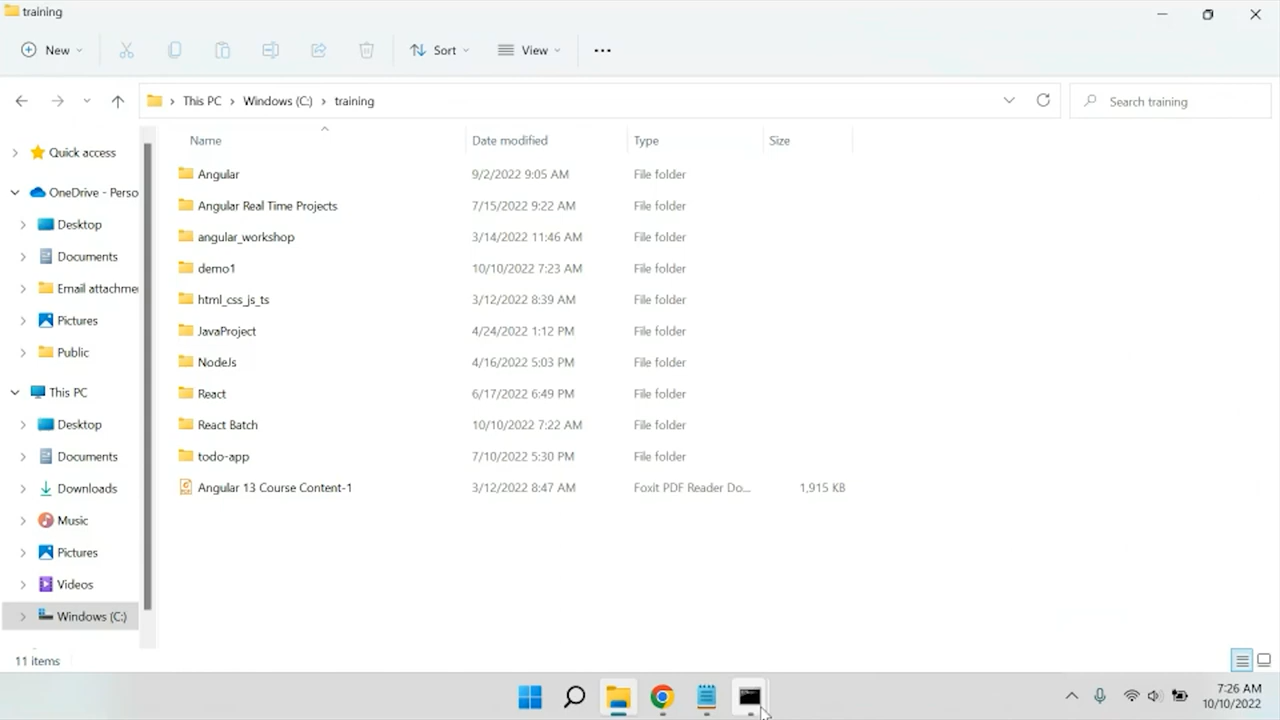 training
New
Sort
View
This PC > Windows (C:) > training
Search training
Quick access
OneDrive - Perso
Desktop
Documents
Email attachme
Pictures
Public
This PC
Desktop
Documents
Downloads
Music
Pictures
Videos
Windows (C:)
Name Date modified Type Size
Angular 9/2/2022 9:05 AM File folder
Angular Real Time Projects 7/15/2022 9:22 AM File folder
angular_workshop 3/14/2022 11:46 AM File folder
demo1 10/10/2022 7:23 AM File folder
html_css_js_ts 3/12/2022 8:39 AM File folder
JavaProject 4/24/2022 1:12 PM File folder
NodeJs 4/16/2022 5:03 PM File folder
React 6/17/2022 6:49 PM File folder
React Batch 10/10/2022 7:22 AM File folder
todo-app 7/10/2022 5:30 PM File folder
Angular 13 Course Content-1 3/12/2022 8:47 AM Foxit PDF Reader Do... 1,915 KB
11 items
7:26 AM
10/10/2022